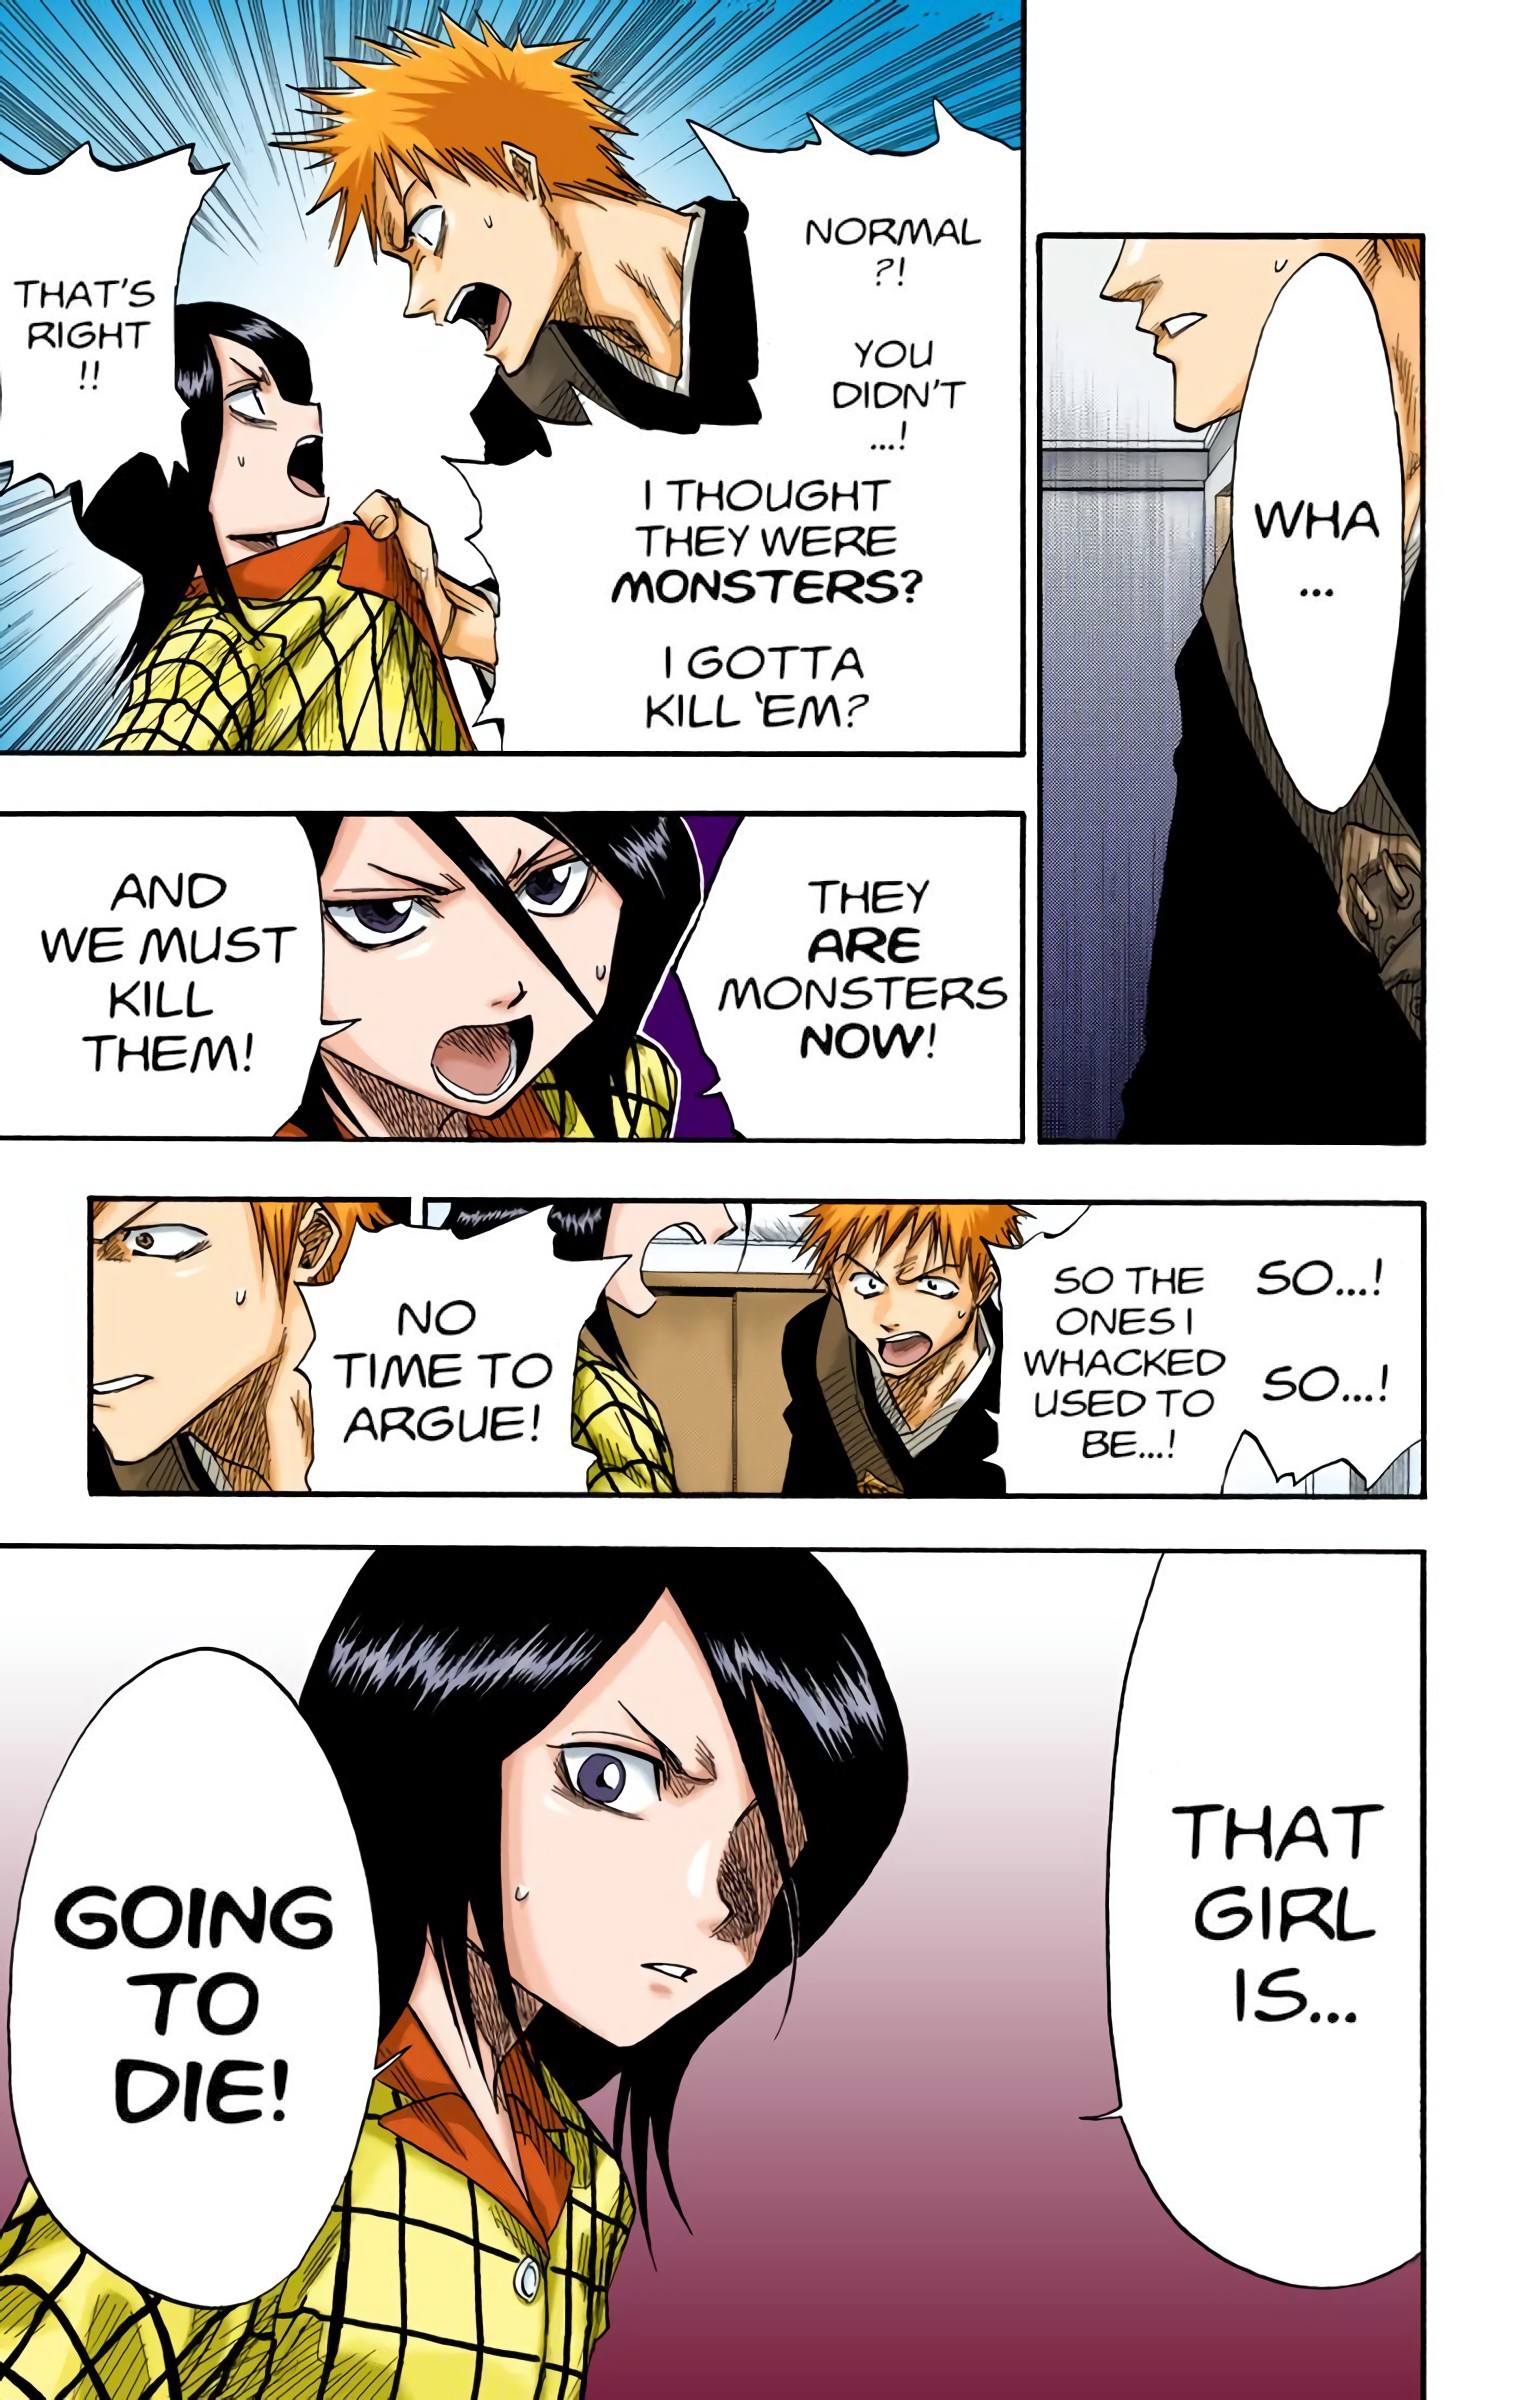 WHA
...
NORMAL
?!
YOU
DIDN'T
...!
I THOUGHT
THEY WERE
MONSTERS?
I GOTTA
KILL 'EM?
THAT'S
RIGHT
!!
THEY
ARE
MONSTERS
NOW!
AND
WE MUST
KILL
THEM!
SO...!
SO...!
SO THE
ONES I
WHACKED
USED TO
BE...!
NO
TIME TO
ARGUE!
THAT
GIRL
IS...
GOING
TO
DIE!